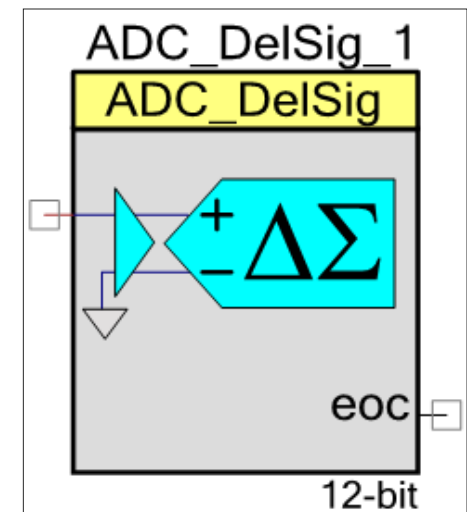 ADC_DelSig_1
ADC_DelSig
+
− ΔΣ
eoc
12-bit